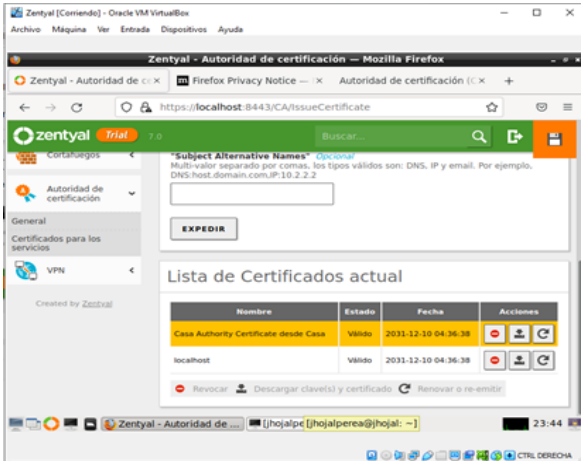 Zentyal [Corriendo] - Oracle VM VirtualBox
Archivo Máquina Ver Entrada Dispositivos Ayuda
Zentyal - Autoridad de certificación — Mozilla Firefox
Zentyal - Autoridad de ce
Firefox Privacy Notice —
Autoridad de certificación (C
https://localhost:8443/CA/IssueCertificate
zentyal Trial 7.0 Buscar...
Cortafuegos
Autoridad de certificación
General
Certificados para los servicios
VPN
Created by Zentyal
"Subject Alternative Names" Opcional
Multi-valor separado por comas, los tipos válidos son: DNS, IP y email. Por ejemplo,
DNS:host.domain.com,IP:10.2.2.2
EXPEDIR
Lista de Certificados actual
Nombre Estado Fecha Acciones
Casa Authority Certificate desde Casa Válido 2031-12-10 04:36:38
localhost Válido 2031-12-10 04:36:38
Revocar Descargar clave(s) y certificado Renovar o re-emitir
Zentyal - Autoridad de ... [jhojalpe [jhojalperea@jhojal: ~] 23:44
CTRL DERECHA